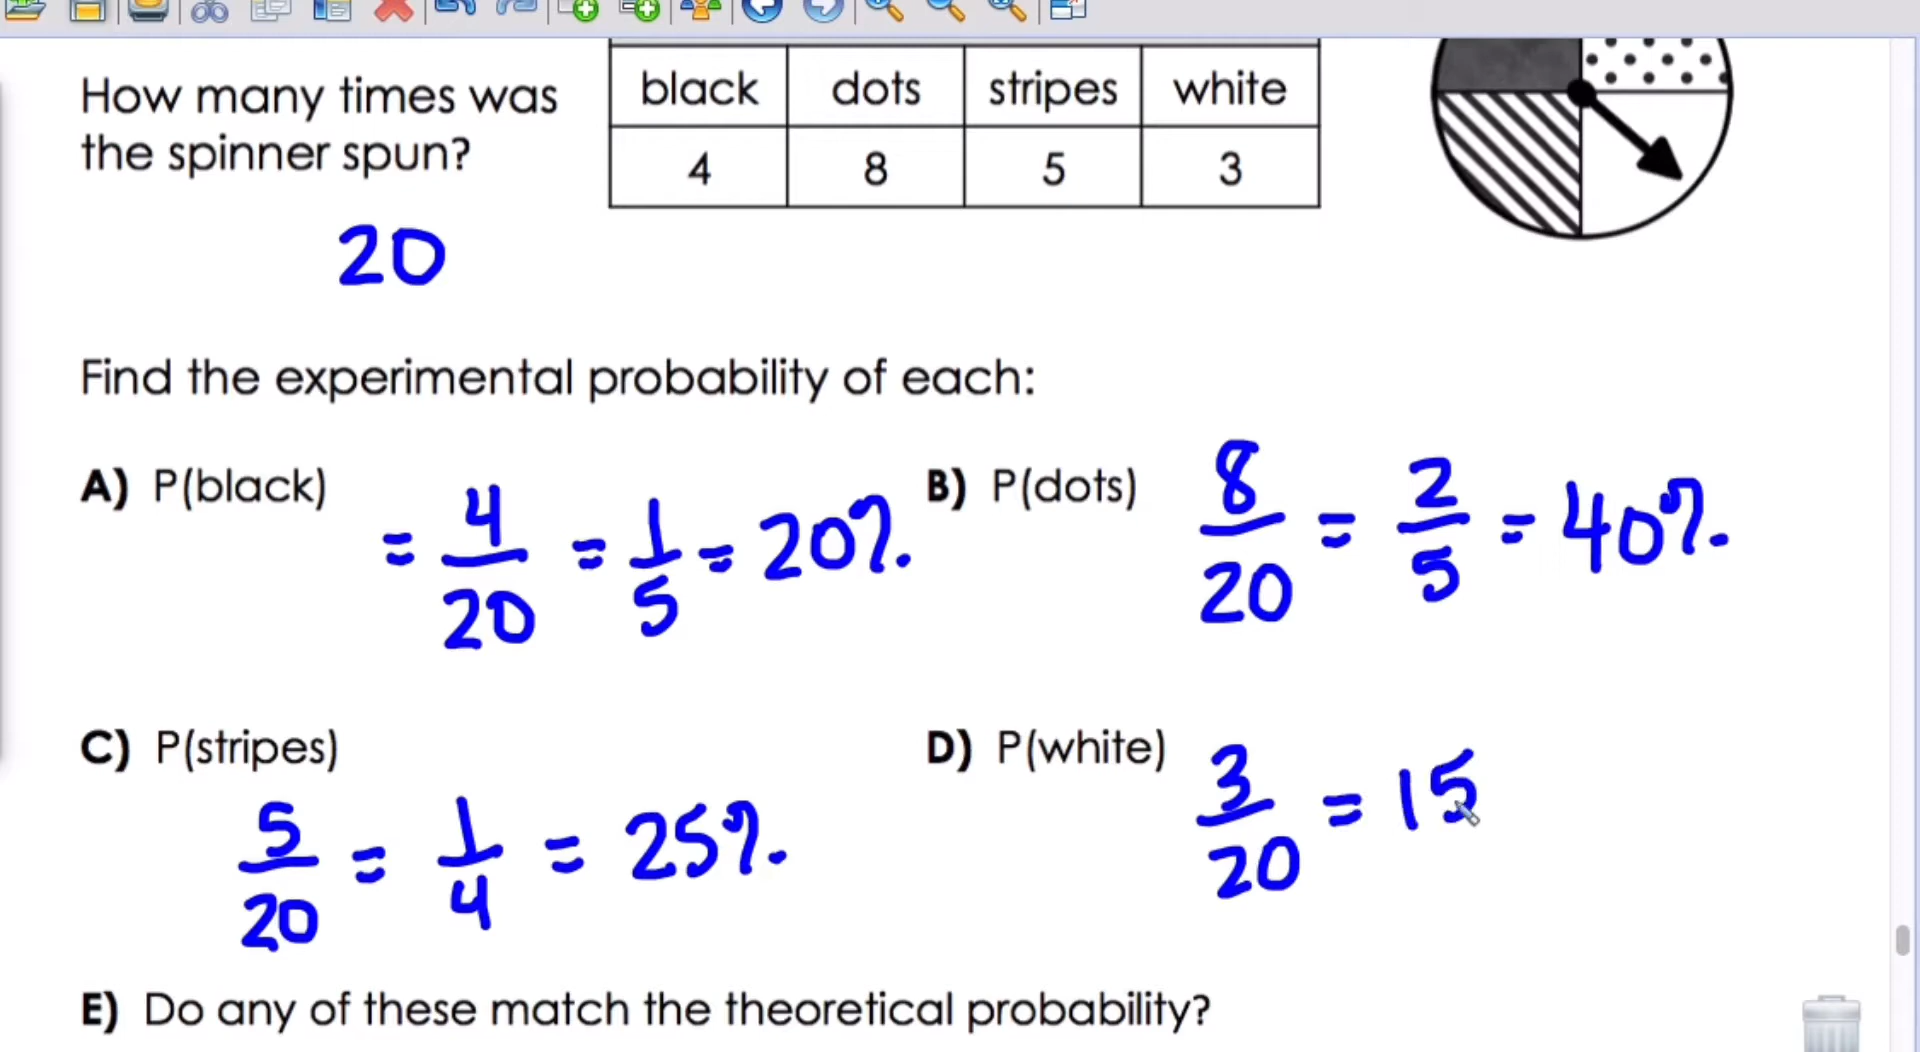 How many times was
the spinner spun?
black dots stripes white
4 8 5 3
20
Find the experimental probability of each:
A) P(black) = 4/20 = 1/5 = 20%.
B) P(dots) 8/20 = 2/5 = 40%.
C) P(stripes)
5/20 = 1/4 = 25%.
D) P(white) 3/20 = 15
E) Do any of these match the theoretical probability?